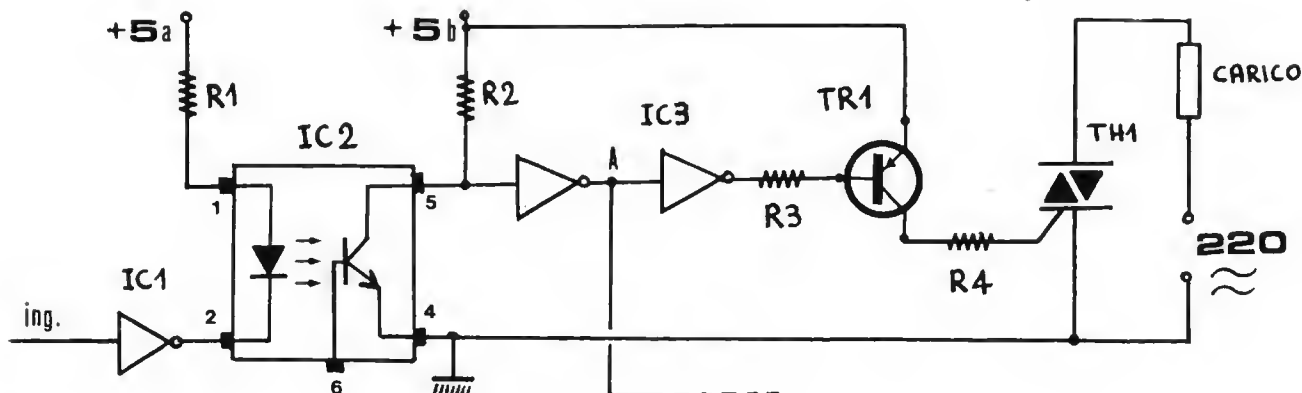 +5a
+5b
R1
R2
IC2
IC3
TR1
TH1
CARICO
A
1
5
R3
R4
220
IC1
ing.
2
4
6